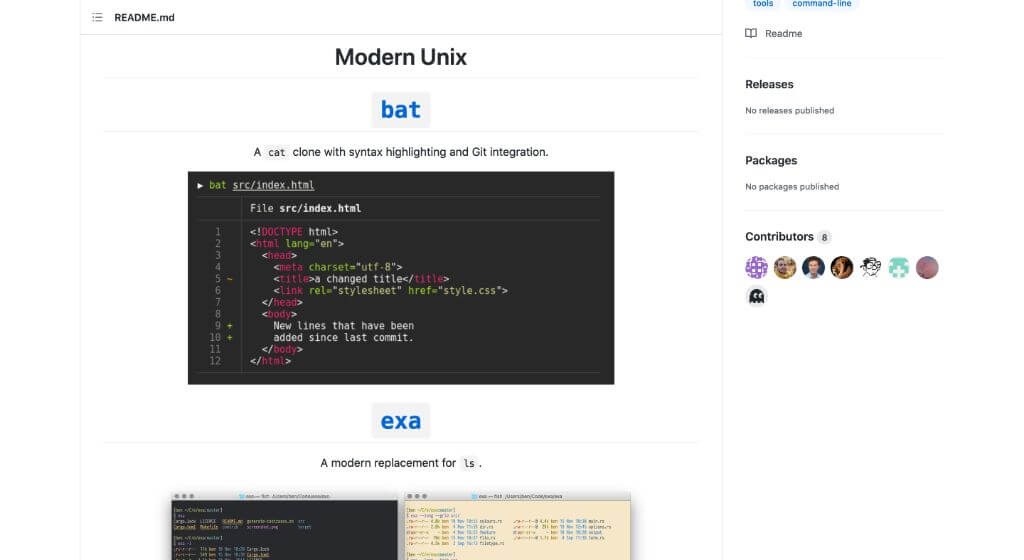 README.md
Modern Unix
bat
A cat clone with syntax highlighting and Git integration.
▶ bat src/index.html
File src/index.html
1 <!DOCTYPE html>
2 <html lang="en">
3 <head>
4 <meta charset="utf-8">
5 ~ <title>a changed title</title>
6 <link rel="stylesheet" href="style.css">
7 </head>
8 <body>
9 + New lines that have been
10 + added since last commit.
11 </body>
12 </html>
exa
A modern replacement for ls.
tools command-line
Readme
Releases
No releases published
Packages
No packages published
Contributors 8